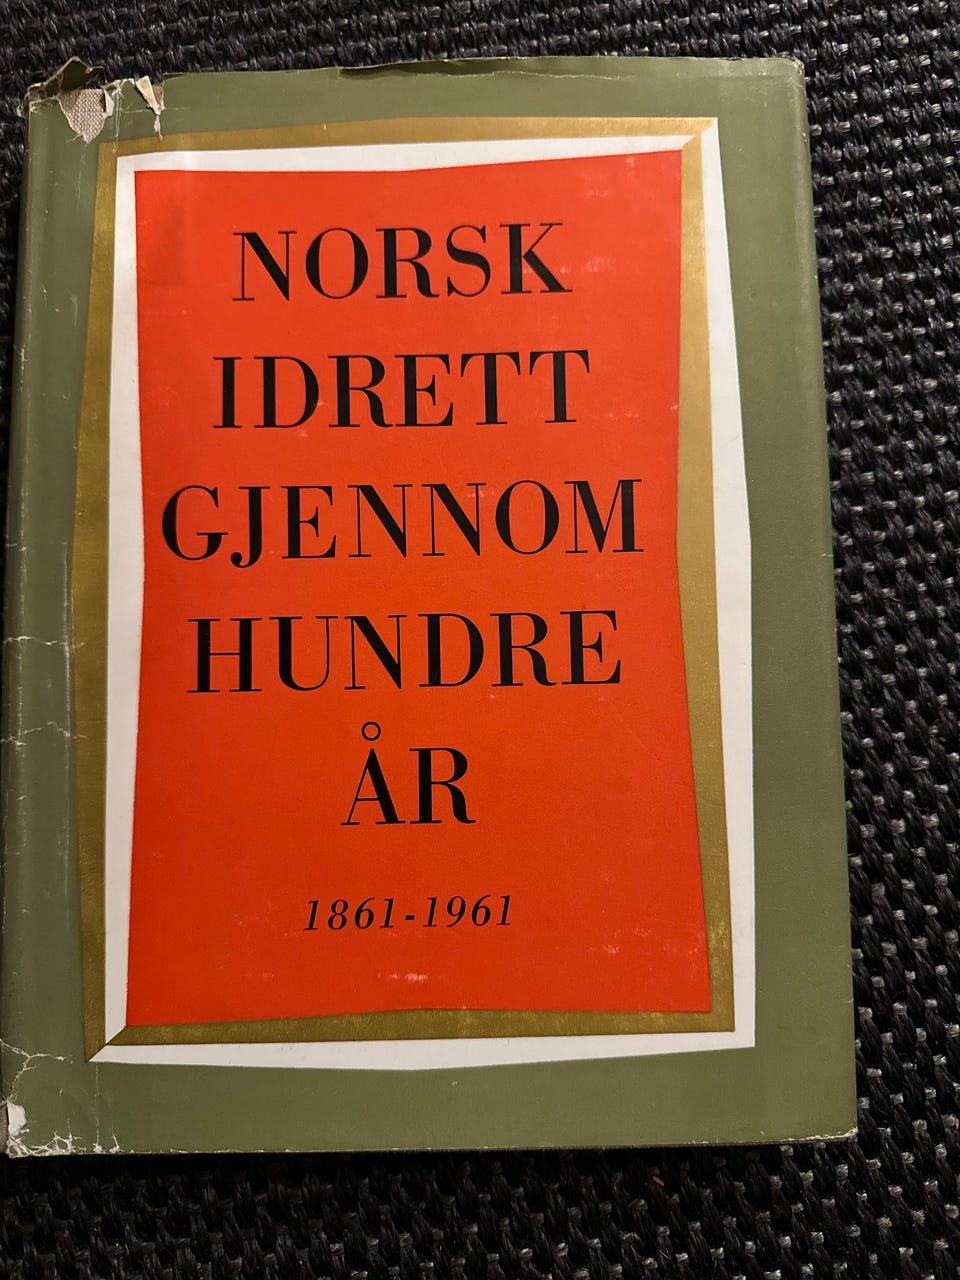 NORSK
IDRETT
GJENNOM
HUNDRE
ÅR
1861-1961